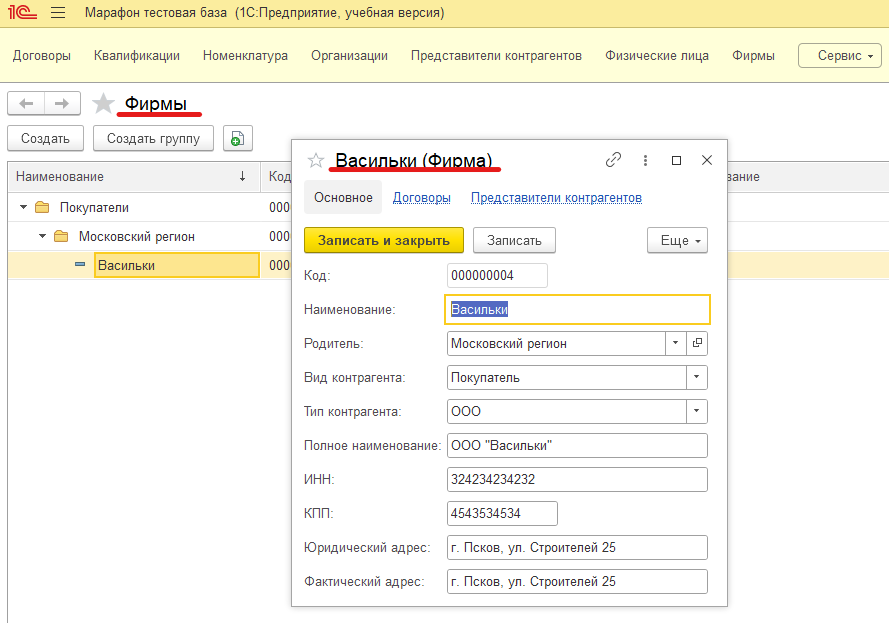 1С Марафон тестовая база (1С:Предприятие, учебная версия)
Договоры Квалификации Номенклатура Организации Представители контрагентов Физические лица Фирмы Сервис
Фирмы
Создать Создать группу
Наименование ↓ Код вание
Покупатели 000
Московский регион 000
Васильки 000
Васильки (Фирма)
Основное Договоры Представители контрагентов
Записать и закрыть Записать Еще
Код: 000000004
Наименование: Васильки
Родитель: Московский регион
Вид контрагента: Покупатель
Тип контрагента: ООО
Полное наименование: ООО "Васильки"
ИНН: 324234234232
КПП: 4543534534
Юридический адрес: г. Псков, ул. Строителей 25
Фактический адрес: г. Псков, ул. Строителей 25